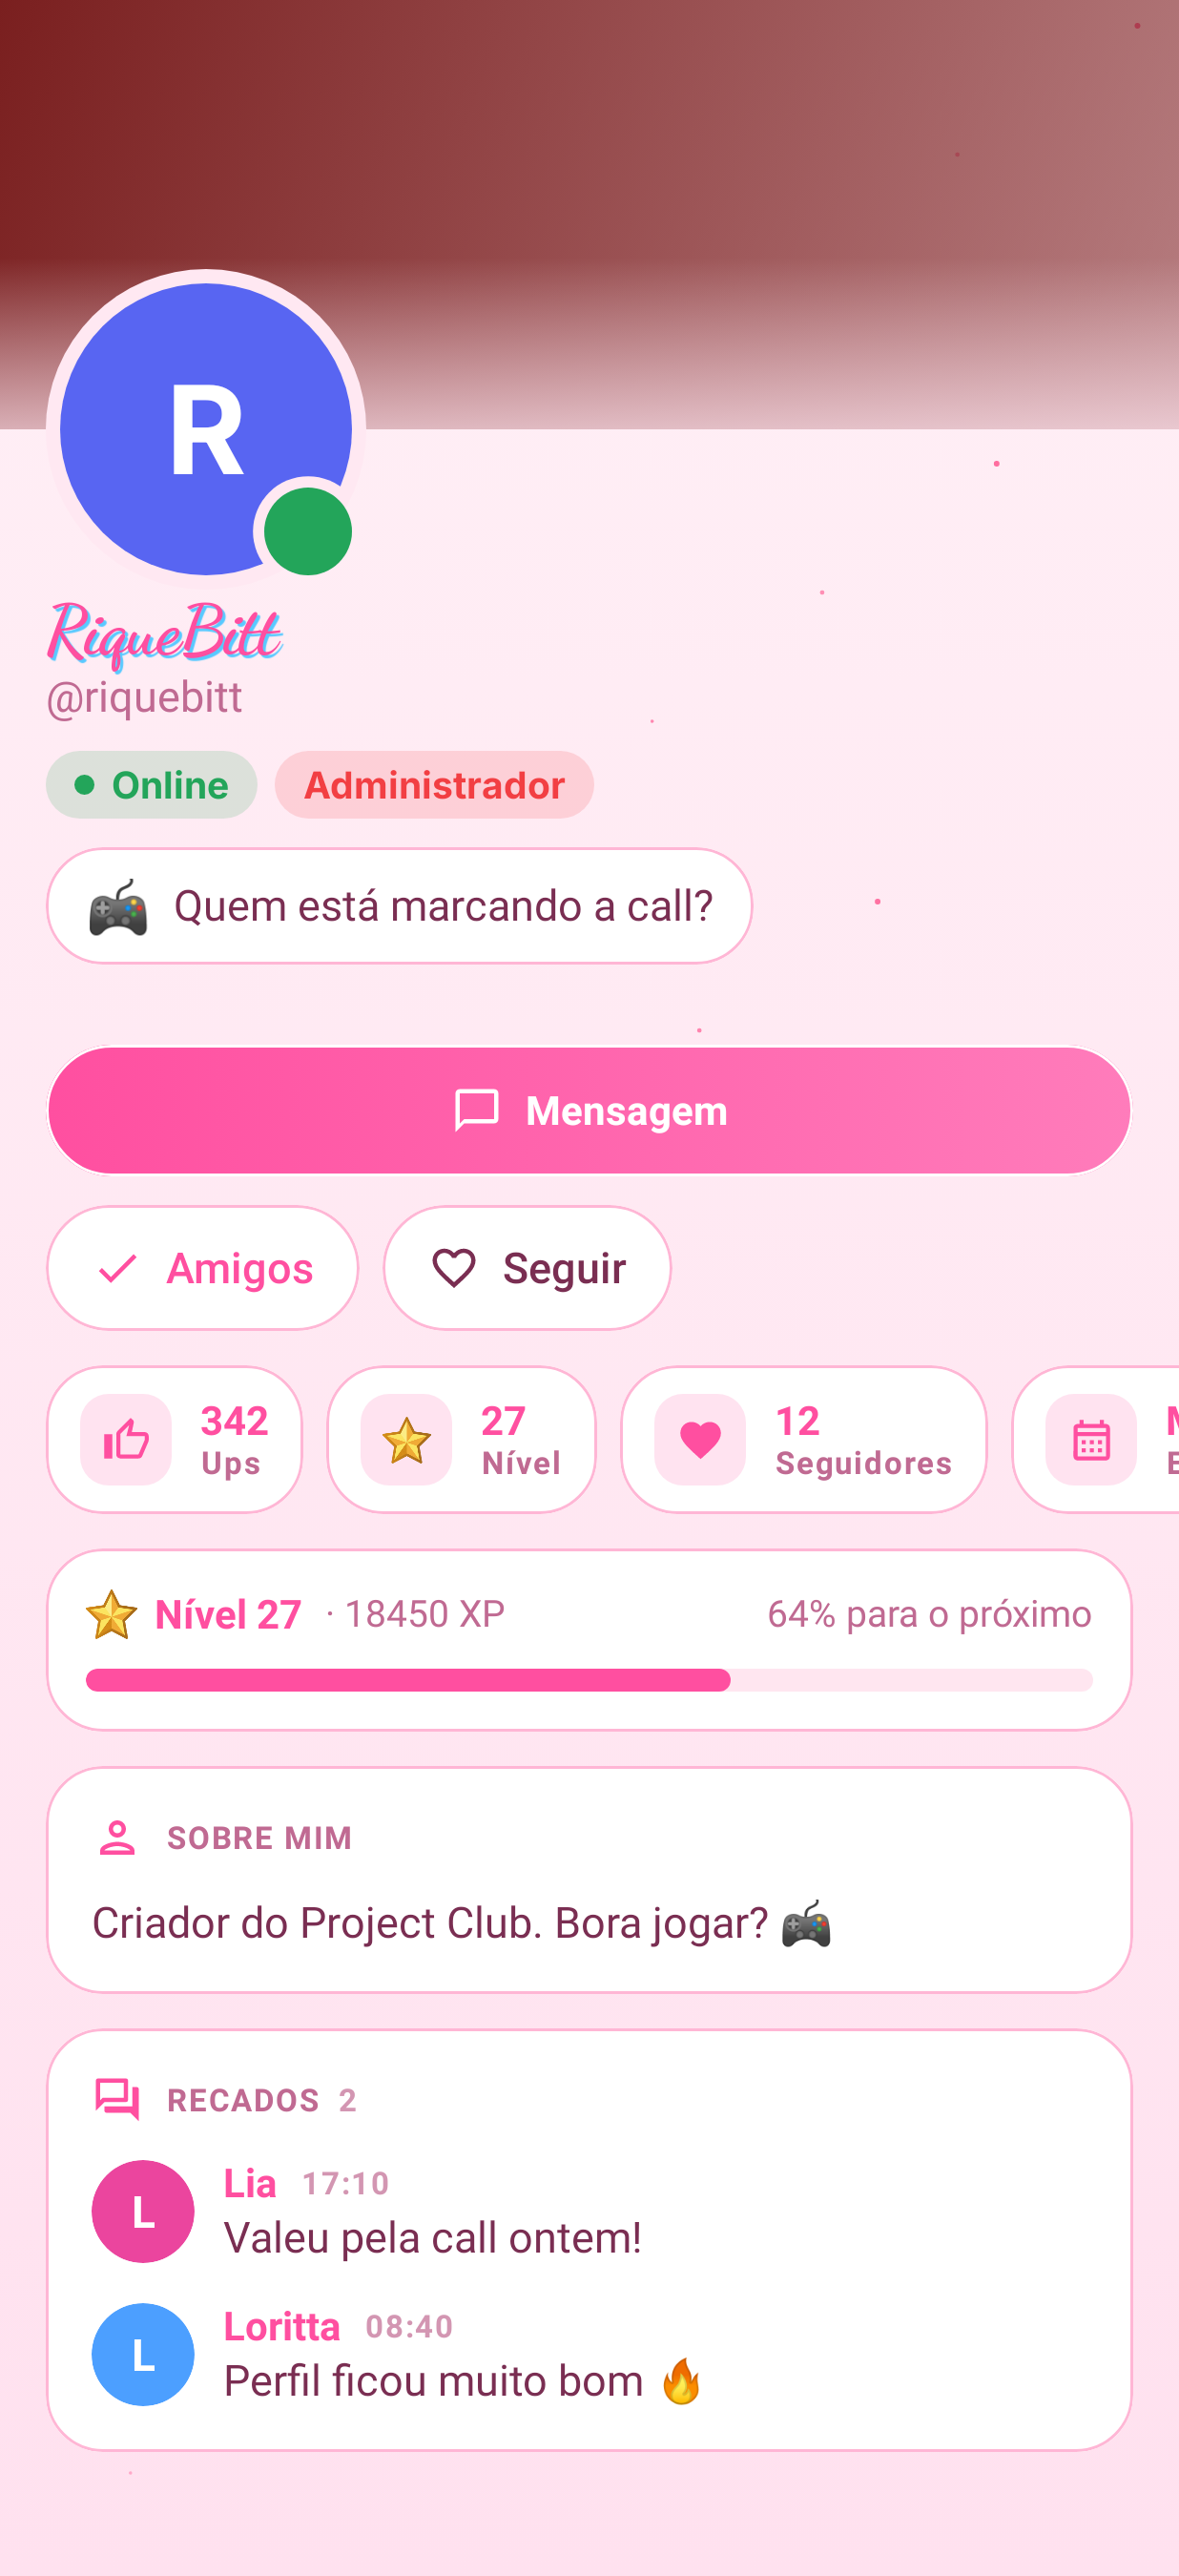 R
RiqueBitt
@riquebitt
Online
Administrador
Quem está marcando a call?
Mensagem
Amigos
Seguir
342
Ups
27
Nível
12
Seguidores
Nível 27 · 18450 XP
64% para o próximo
SOBRE MIM
Criador do Project Club. Bora jogar? 🎮
RECADOS 2
L
Lia 17:10
Valeu pela call ontem!
L
Loritta 08:40
Perfil ficou muito bom 🔥